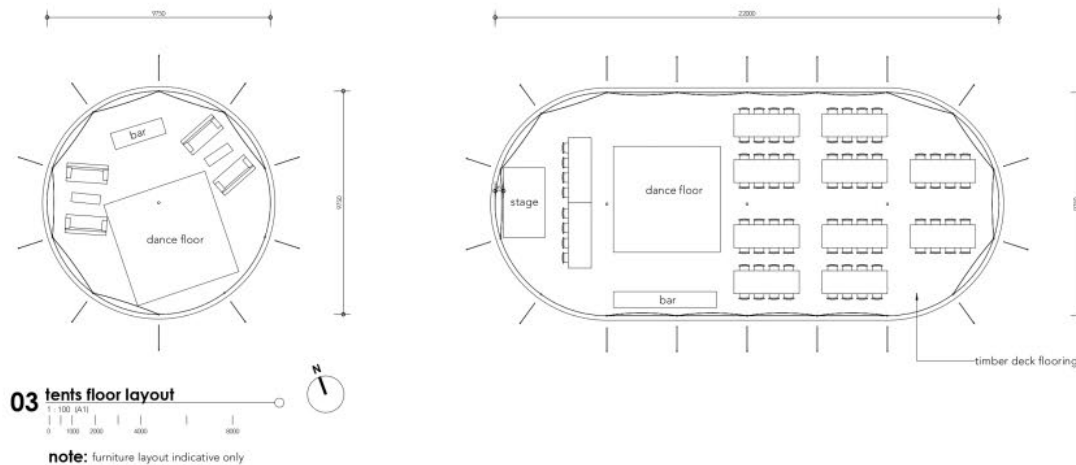 9750
22000
bar
dance floor
9750
stage
dance floor
bar
timber deck flooring
N
03 tents floor layout
1 : 100 (A1)
0 1000 2000 4000 8000
note: furniture layout indicative only